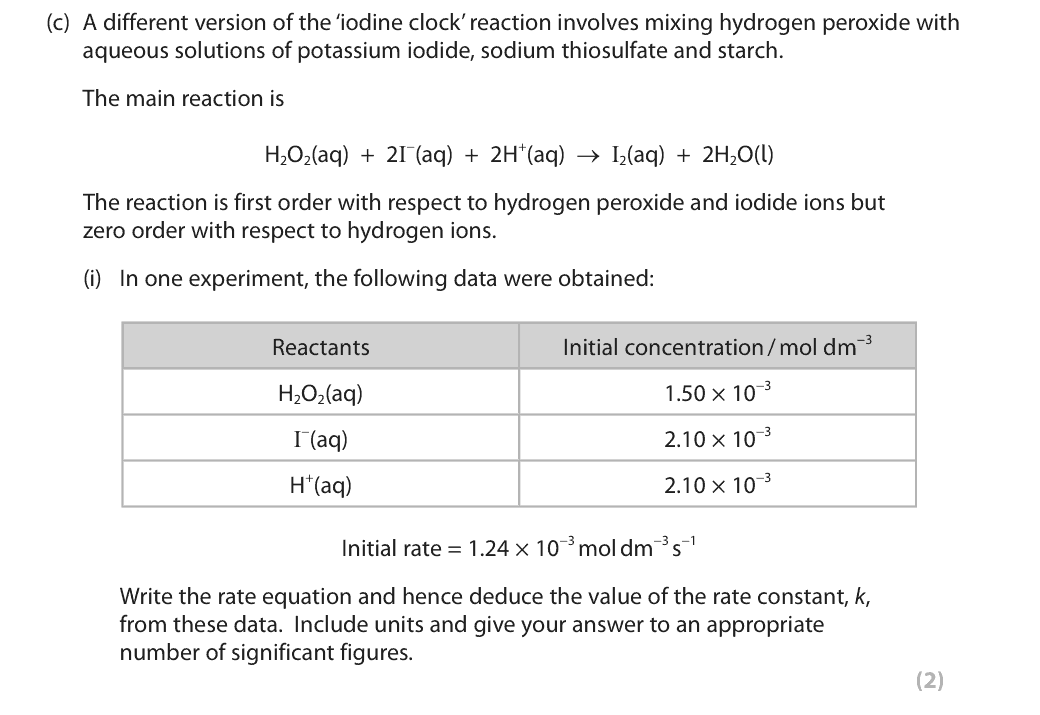 (c) A different version of the ‘iodine clock’ reaction involves mixing hydrogen peroxide with
aqueous solutions of potassium iodide, sodium thiosulfate and starch.
The main reaction is
H₂O₂(aq) + 2I⁻(aq) + 2H⁺(aq) → I₂(aq) + 2H₂O(l)
The reaction is first order with respect to hydrogen peroxide and iodide ions but
zero order with respect to hydrogen ions.
(i) In one experiment, the following data were obtained:
Reactants Initial concentration / mol dm⁻³
H₂O₂(aq) 1.50 × 10⁻³
I⁻(aq) 2.10 × 10⁻³
H⁺(aq) 2.10 × 10⁻³
Initial rate = 1.24 × 10⁻³ mol dm⁻³ s⁻¹
Write the rate equation and hence deduce the value of the rate constant, k,
from these data. Include units and give your answer to an appropriate
number of significant figures.
(2)